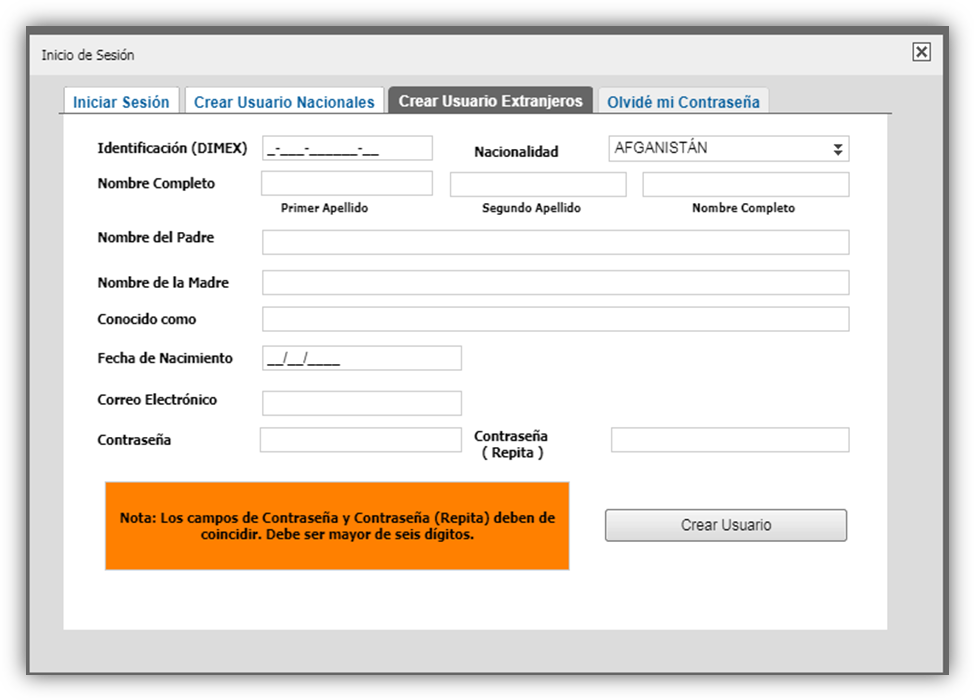 Inicio de Sesión
Iniciar Sesión Crear Usuario Nacionales Crear Usuario Extranjeros Olvidé mi Contraseña
Identificación (DIMEX) _-___-______-__ Nacionalidad AFGANISTÁN
Nombre Completo
Primer Apellido Segundo Apellido Nombre Completo
Nombre del Padre
Nombre de la Madre
Conocido como
Fecha de Nacimiento __/__/____
Correo Electrónico
Contraseña Contraseña
( Repita )
Nota: Los campos de Contraseña y Contraseña (Repita) deben de
coincidir. Debe ser mayor de seis dígitos.
Crear Usuario